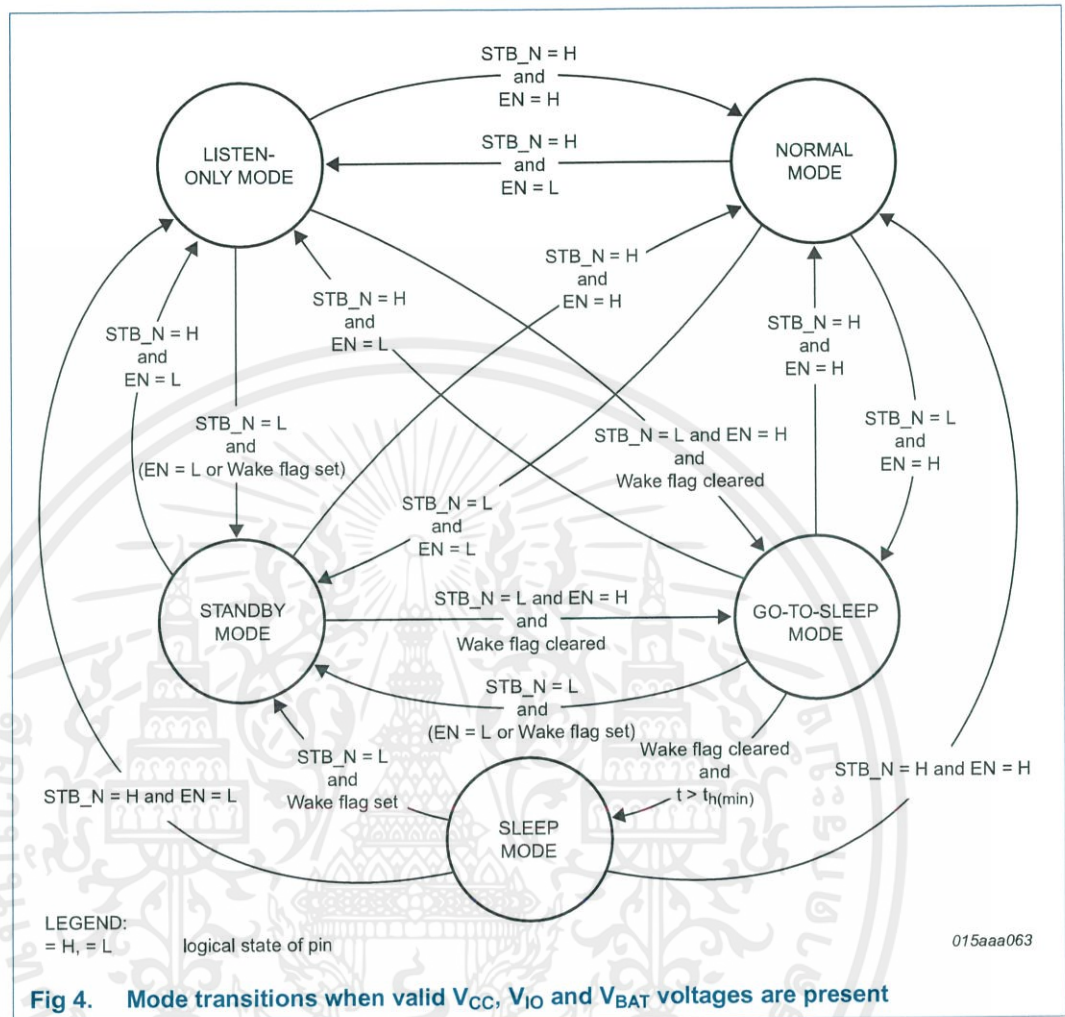 STB_N = H
and
EN = H
LISTEN-
ONLY MODE
STB_N = H
and
EN = L
NORMAL
MODE
STB_N = H
and
EN = L
STB_N = H
and
EN = L
STB_N = H
and
EN = H
STB_N = H
and
EN = H
STB_N = L
and
(EN = L or Wake flag set)
STB_N = L and EN = H
and
Wake flag cleared
STB_N = L
and
EN = H
STB_N = L
and
EN = L
STANDBY
MODE
STB_N = L and EN = H
and
Wake flag cleared
GO-TO-SLEEP
MODE
STB_N = L
and
(EN = L or Wake flag set)
STB_N = L
and
Wake flag set
Wake flag cleared
and
t > th(min)
STB_N = H and EN = L
SLEEP
MODE
STB_N = H and EN = H
LEGEND:
= H, = L logical state of pin
015aaa063
Fig 4. Mode transitions when valid VCC, VIO and VBAT voltages are present